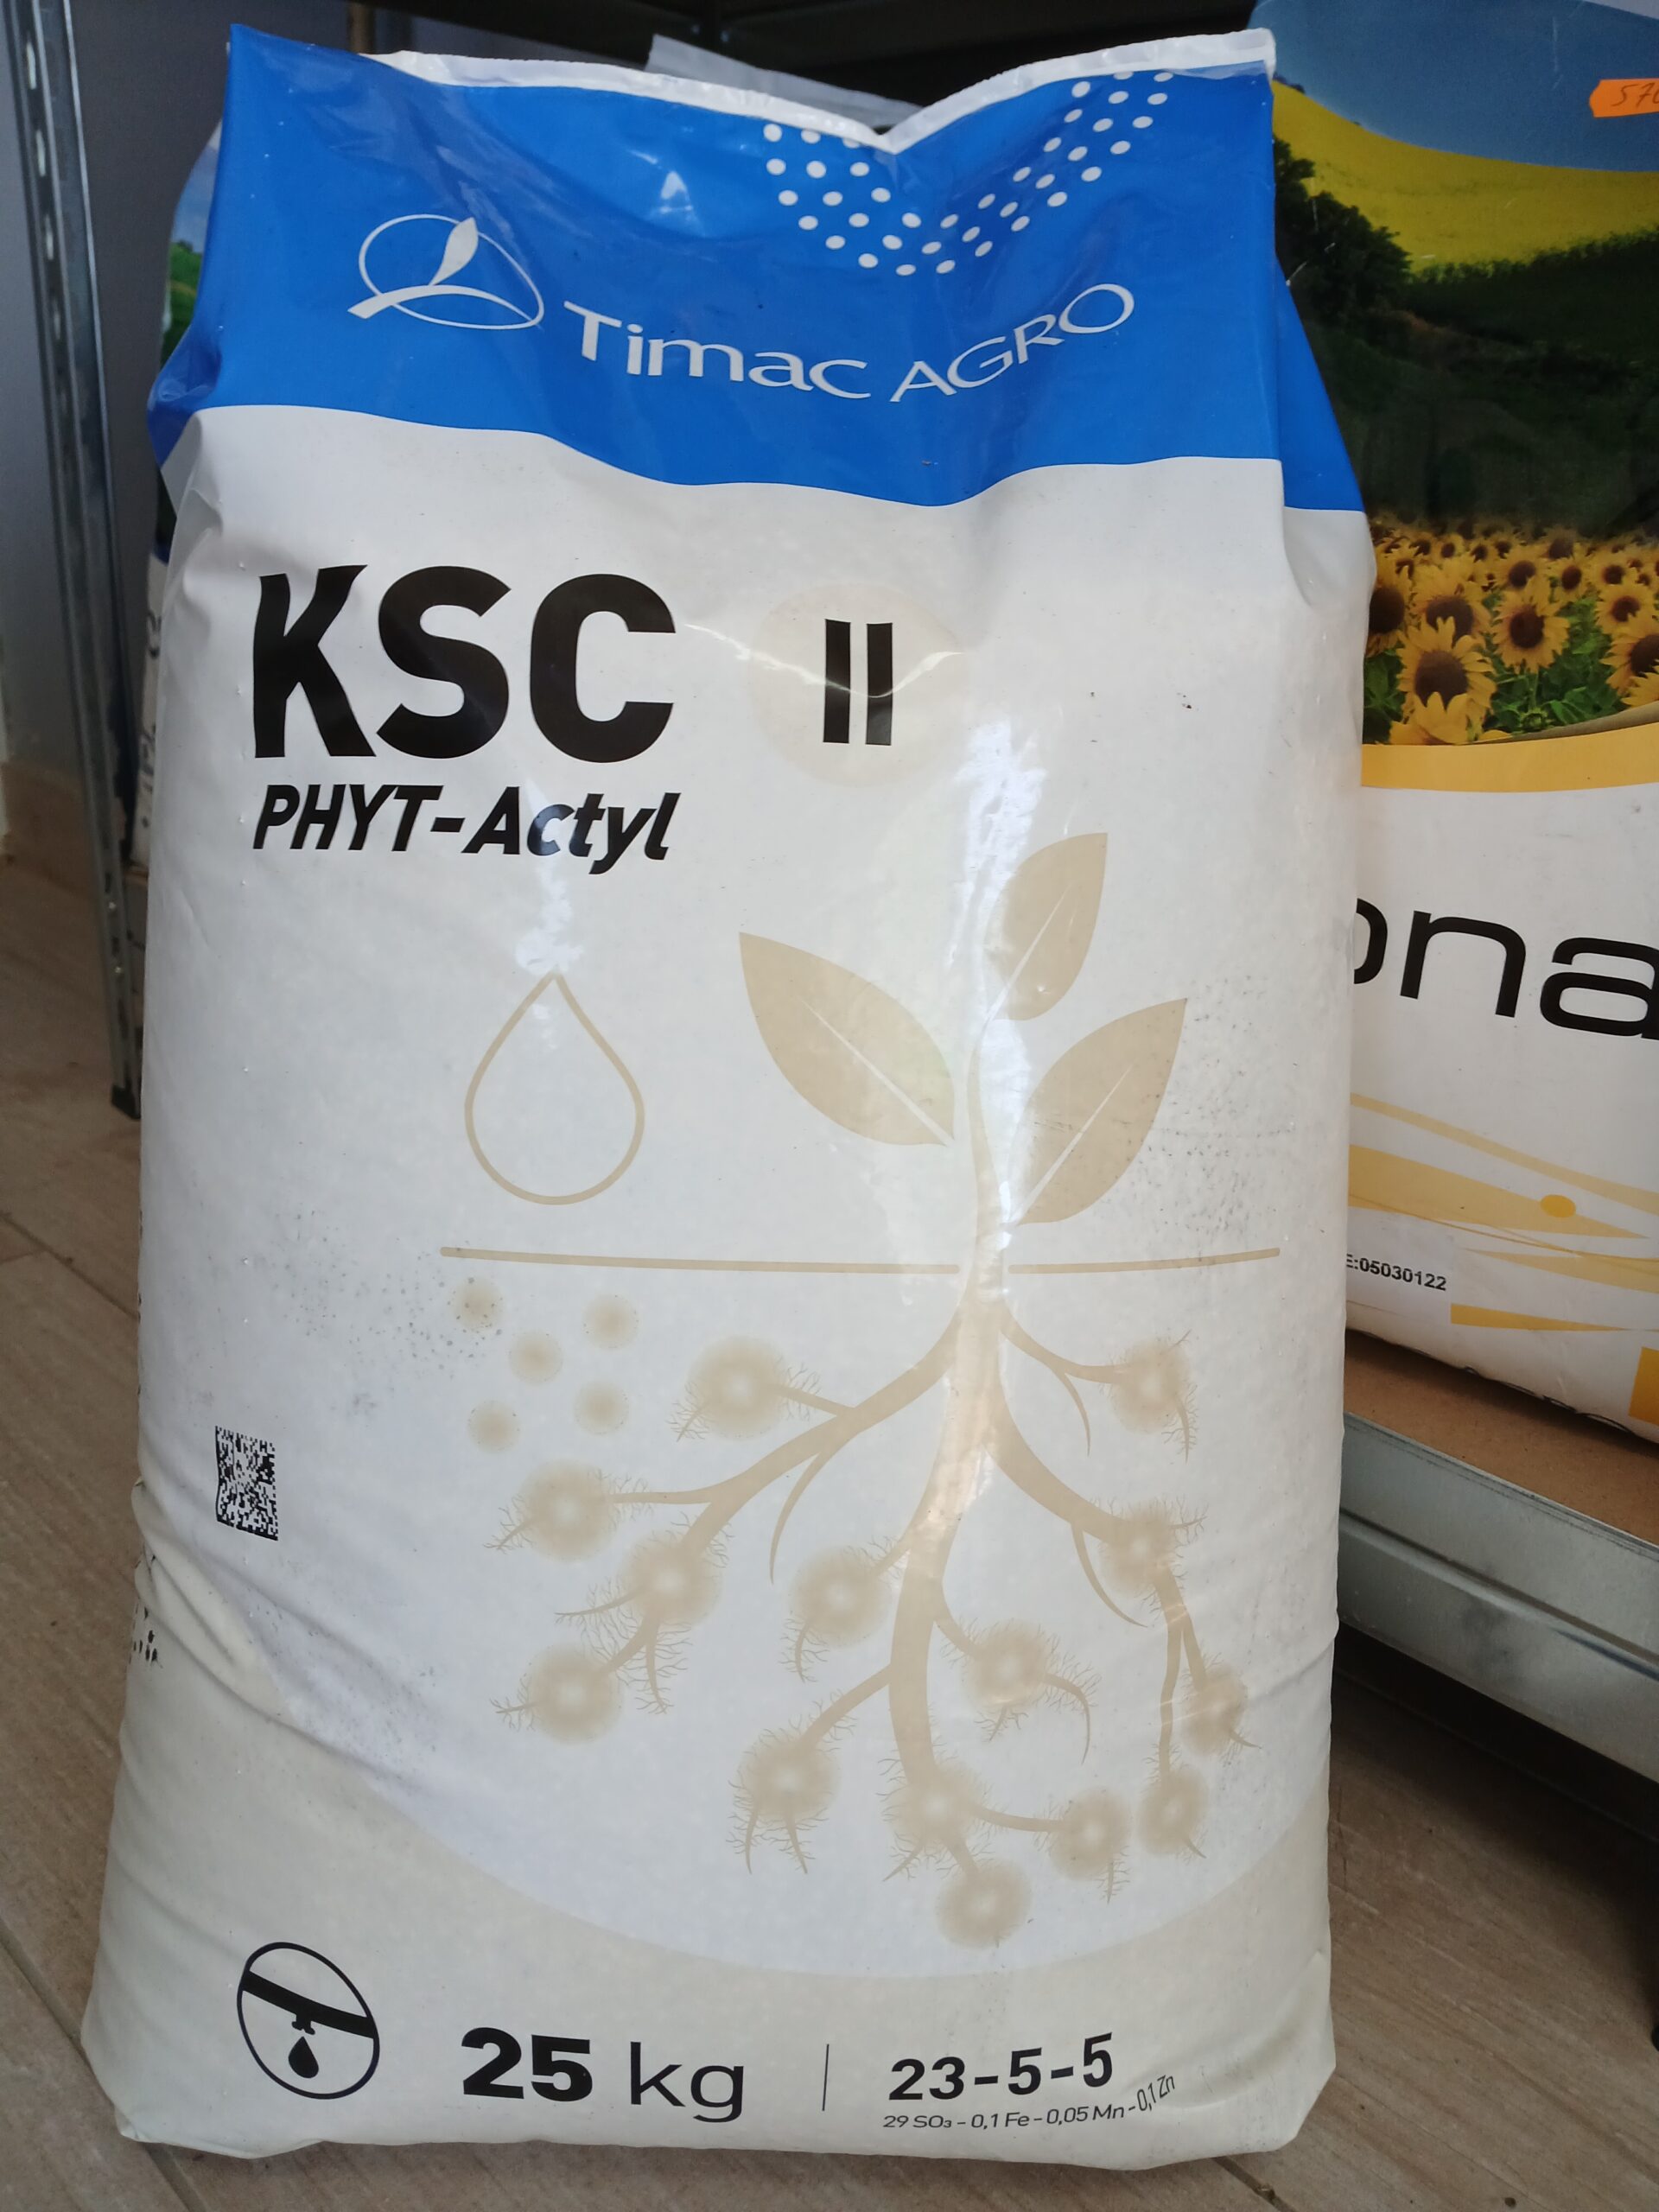 Timac AGRO
KSC II
PHYT-Actyl
25 kg
23-5-5
29 SO₃ - 0,1 Fe - 0,05 Mn - 0,1 Zn
ona
E:05030122